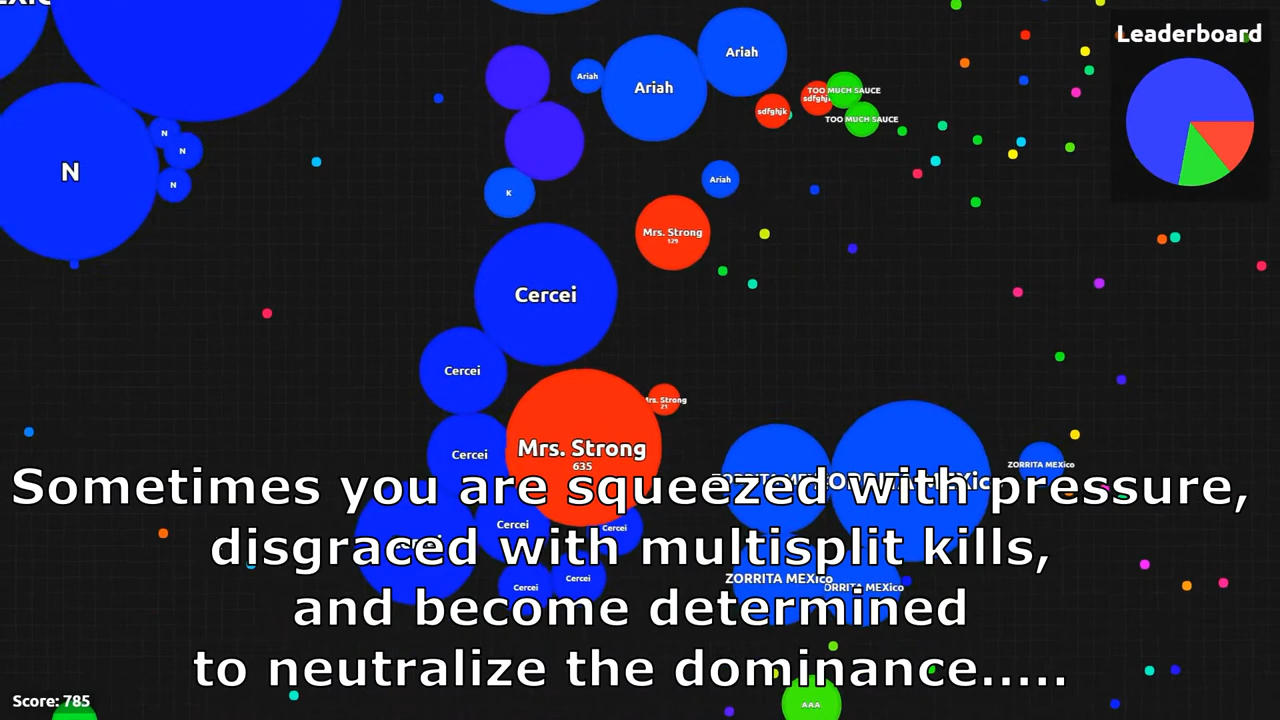 Leaderboard
Ariah
Ariah
Ariah
TOO MUCH SAUCE
sdfghjk
TOO MUCH SAUCE
N
N
N
N
Ariah
K
Mrs. Strong
129
Cercei
Cercei
Mrs. Strong
21
Mrs. Strong
635
Cercei
ZORRITA MEXico
Sometimes you are squeezed with pressure,
Cercei
Cercei
disgraced with multisplit kills,
Cercei
Cercei
ZORRITA MEXico
and become determined
to neutralize the dominance.....
Score: 785
AAA